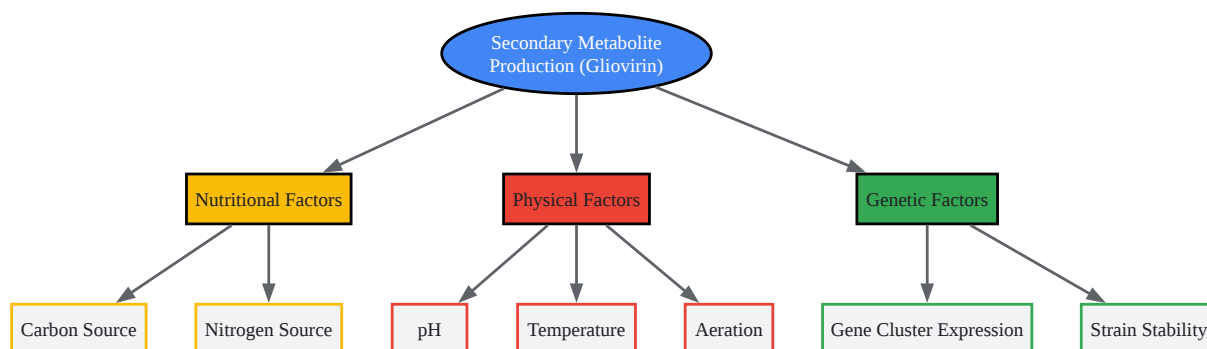 Secondary Metabolite
Production (Gliovirin)
Nutritional Factors
Physical Factors
Genetic Factors
Carbon Source
Nitrogen Source
pH
Temperature
Aeration
Gene Cluster Expression
Strain Stability